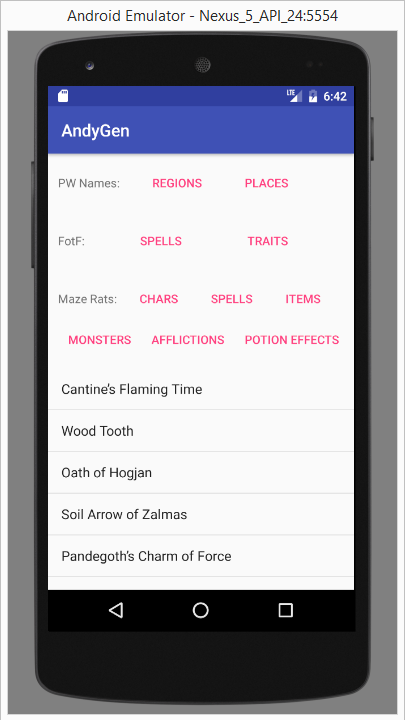 Android Emulator - Nexus_5_API_24:5554
LTE 6:42
AndyGen
PW Names: REGIONS PLACES
FotF: SPELLS TRAITS
Maze Rats: CHARS SPELLS ITEMS
MONSTERS AFFLICTIONS POTION EFFECTS
Cantine's Flaming Time
Wood Tooth
Oath of Hogjan
Soil Arrow of Zalmas
Pandegoth's Charm of Force